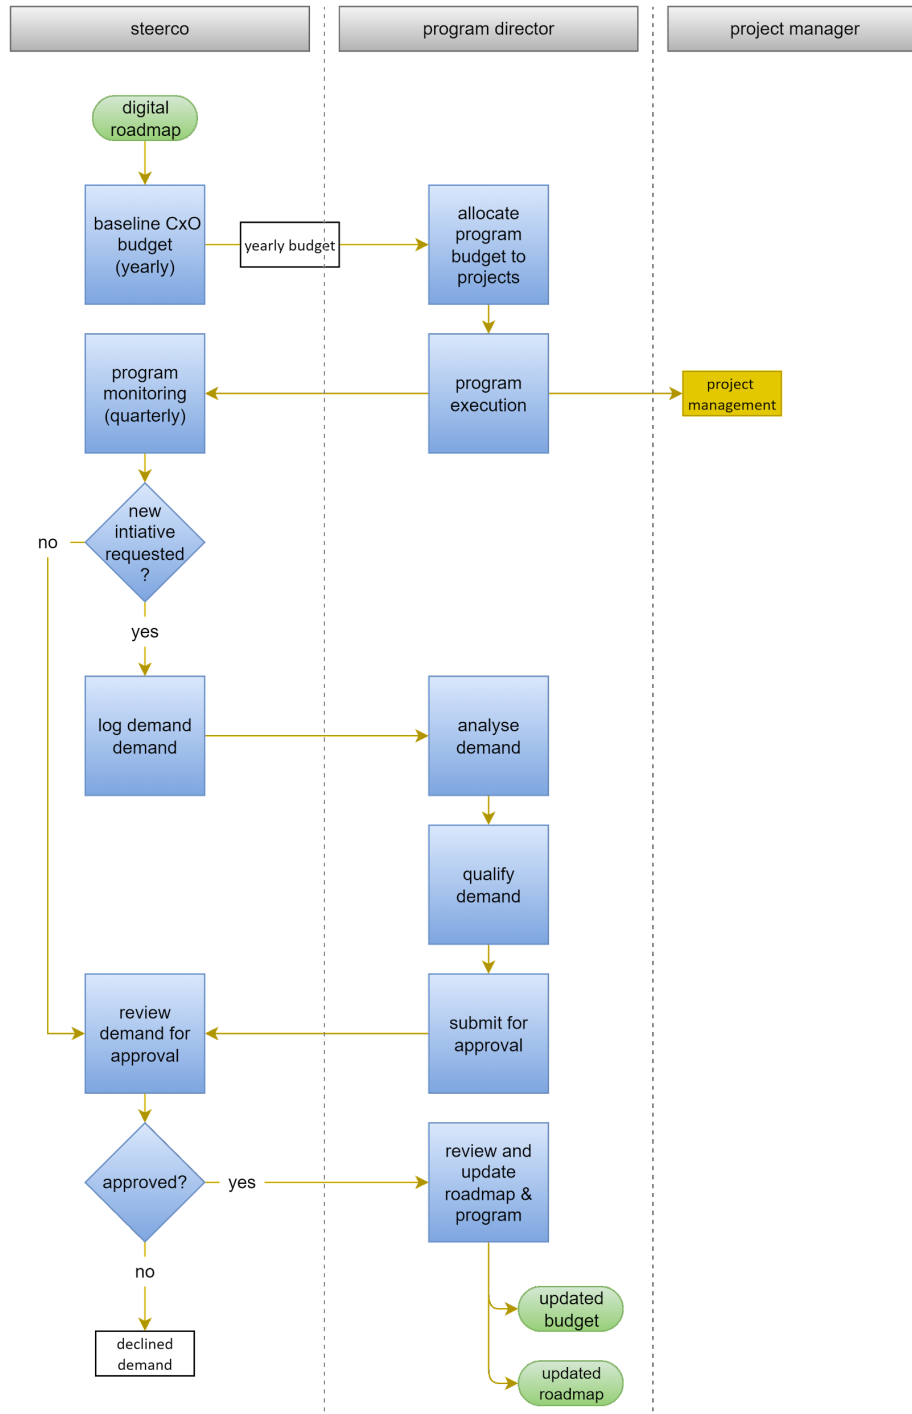 steerco
program director
project manager
digital
roadmap
baseline CxO
budget
(yearly)
yearly budget
allocate
program
budget to
projects
program
monitoring
(quarterly)
program
execution
project
management
new
intiative
requested
?
no
yes
log demand
demand
analyse
demand
qualify
demand
review
demand for
approval
submit for
approval
approved?
yes
review and
update
roadmap &
program
no
updated
budget
declined
demand
updated
roadmap